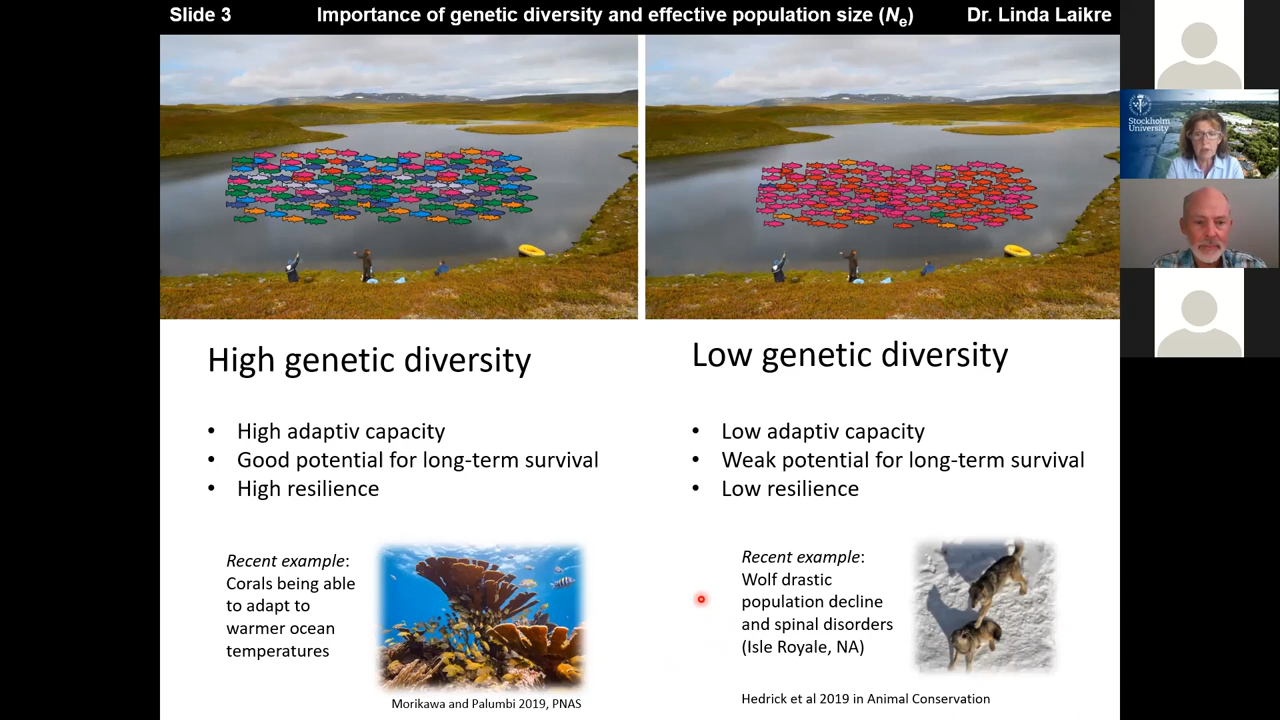 Slide 3 Importance of genetic diversity and effective population size (Ne) Dr. Linda Laikre
Stockholm
University
High genetic diversity
• High adaptiv capacity
• Good potential for long-term survival
• High resilience
Recent example:
Corals being able
to adapt to
warmer ocean
temperatures
Morikawa and Palumbi 2019, PNAS
Low genetic diversity
• Low adaptiv capacity
• Weak potential for long-term survival
• Low resilience
Recent example:
Wolf drastic
population decline
and spinal disorders
(Isle Royale, NA)
Hedrick et al 2019 in Animal Conservation